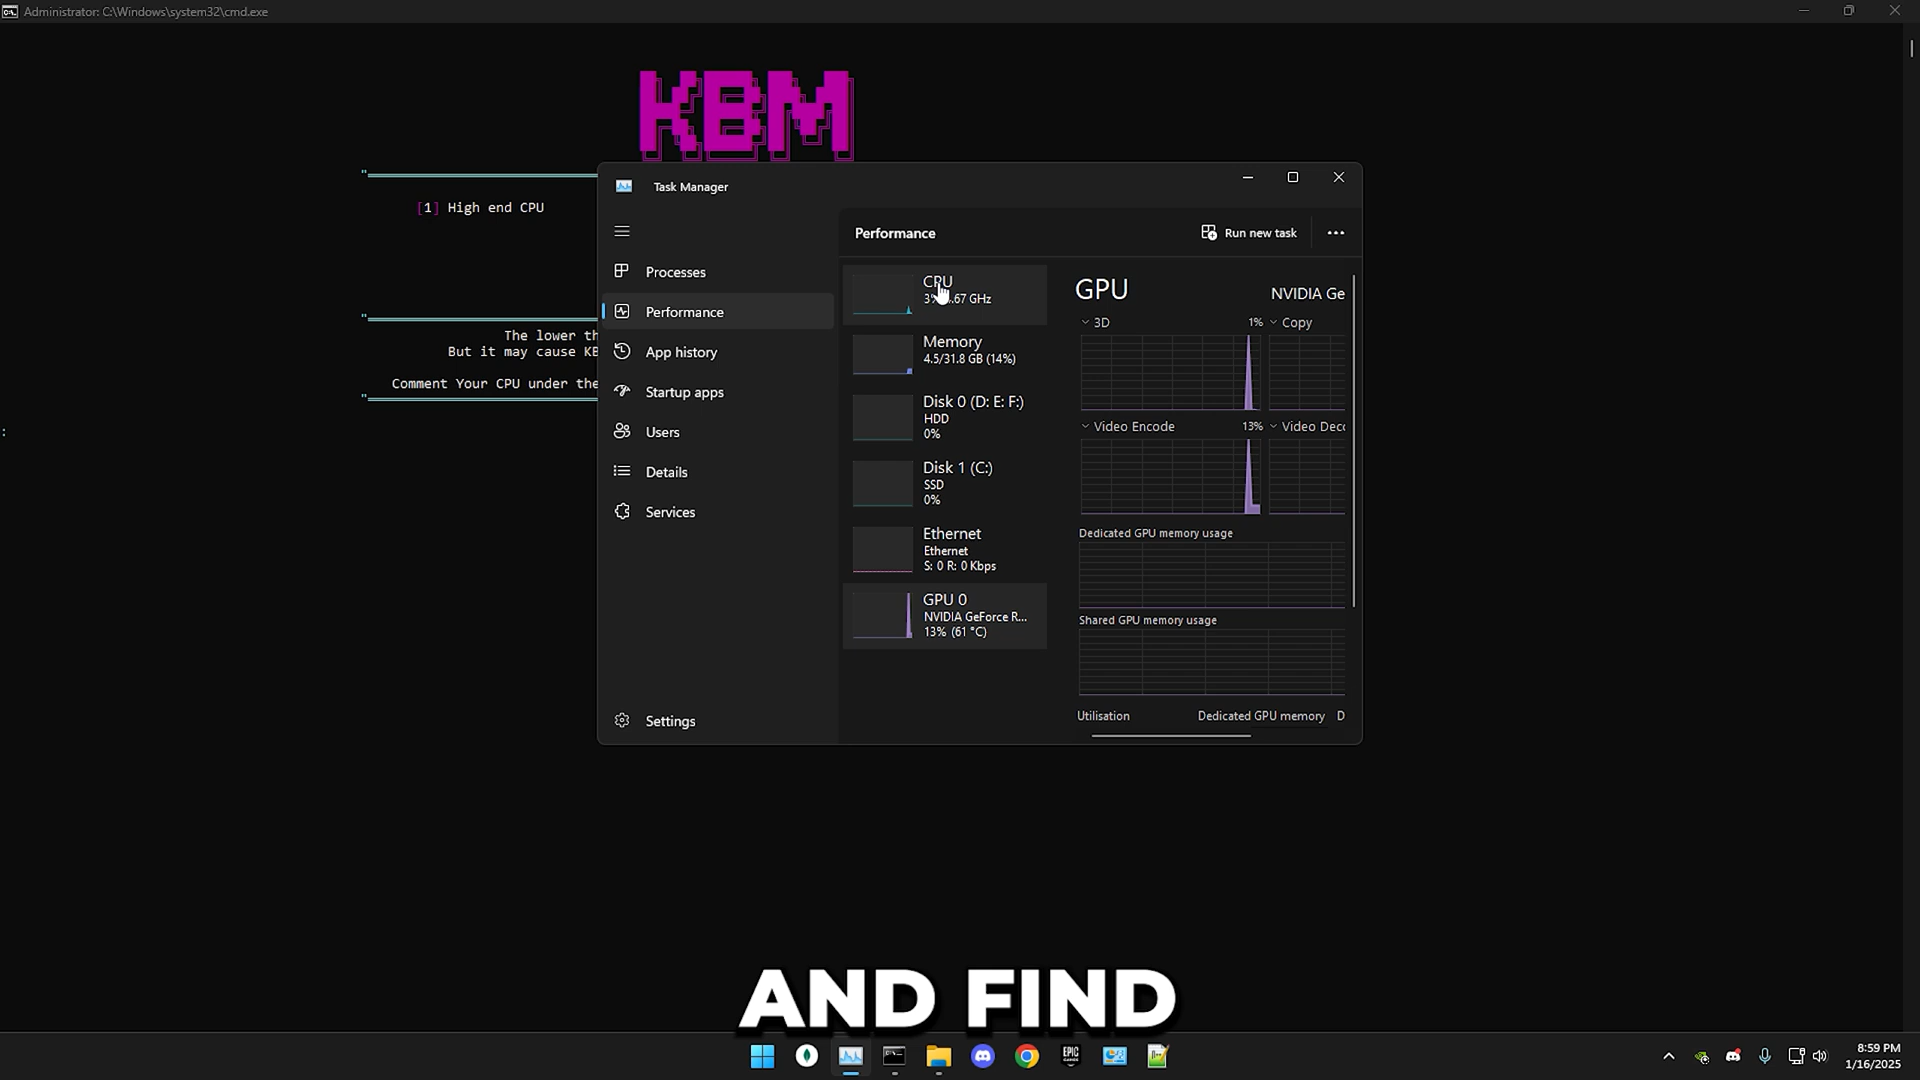 Administrator: C:\Windows\system32\cmd.exe
KBM
[1] High end CPU
The lower th
But it may cause KB
Comment Your CPU under the
:
Task Manager
Performance
Run new task
Processes
Performance
App history
Startup apps
Users
Details
Services
Settings
CPU
3% .67 GHz
Memory
4.5/31.8 GB (14%)
Disk 0 (D: E: F:)
HDD
0%
Disk 1 (C:)
SSD
0%
Ethernet
Ethernet
S: 0 R: 0 Kbps
GPU 0
NVIDIA GeForce R...
13% (61 °C)
GPU
NVIDIA Ge
3D 1% Copy
Video Encode 13% Video Dec
Dedicated GPU memory usage
Shared GPU memory usage
Utilisation Dedicated GPU memory D
AND FIND
EPIC
GAMES
8:59 PM
1/16/2025